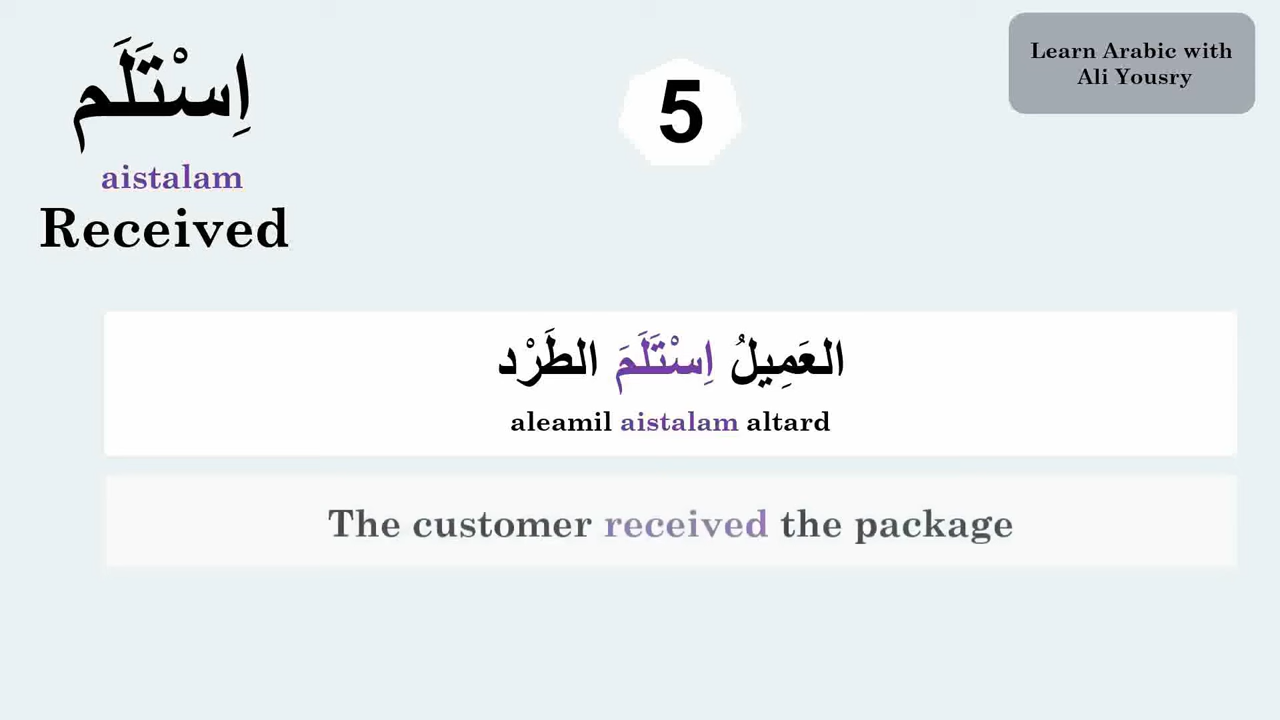 اِسْتَلَم
aistalam
Received
5
Learn Arabic with
Ali Yousry
العَمِيلُ اِسْتَلَمَ الطَرْد
aleamil aistalam altard
The customer received the package